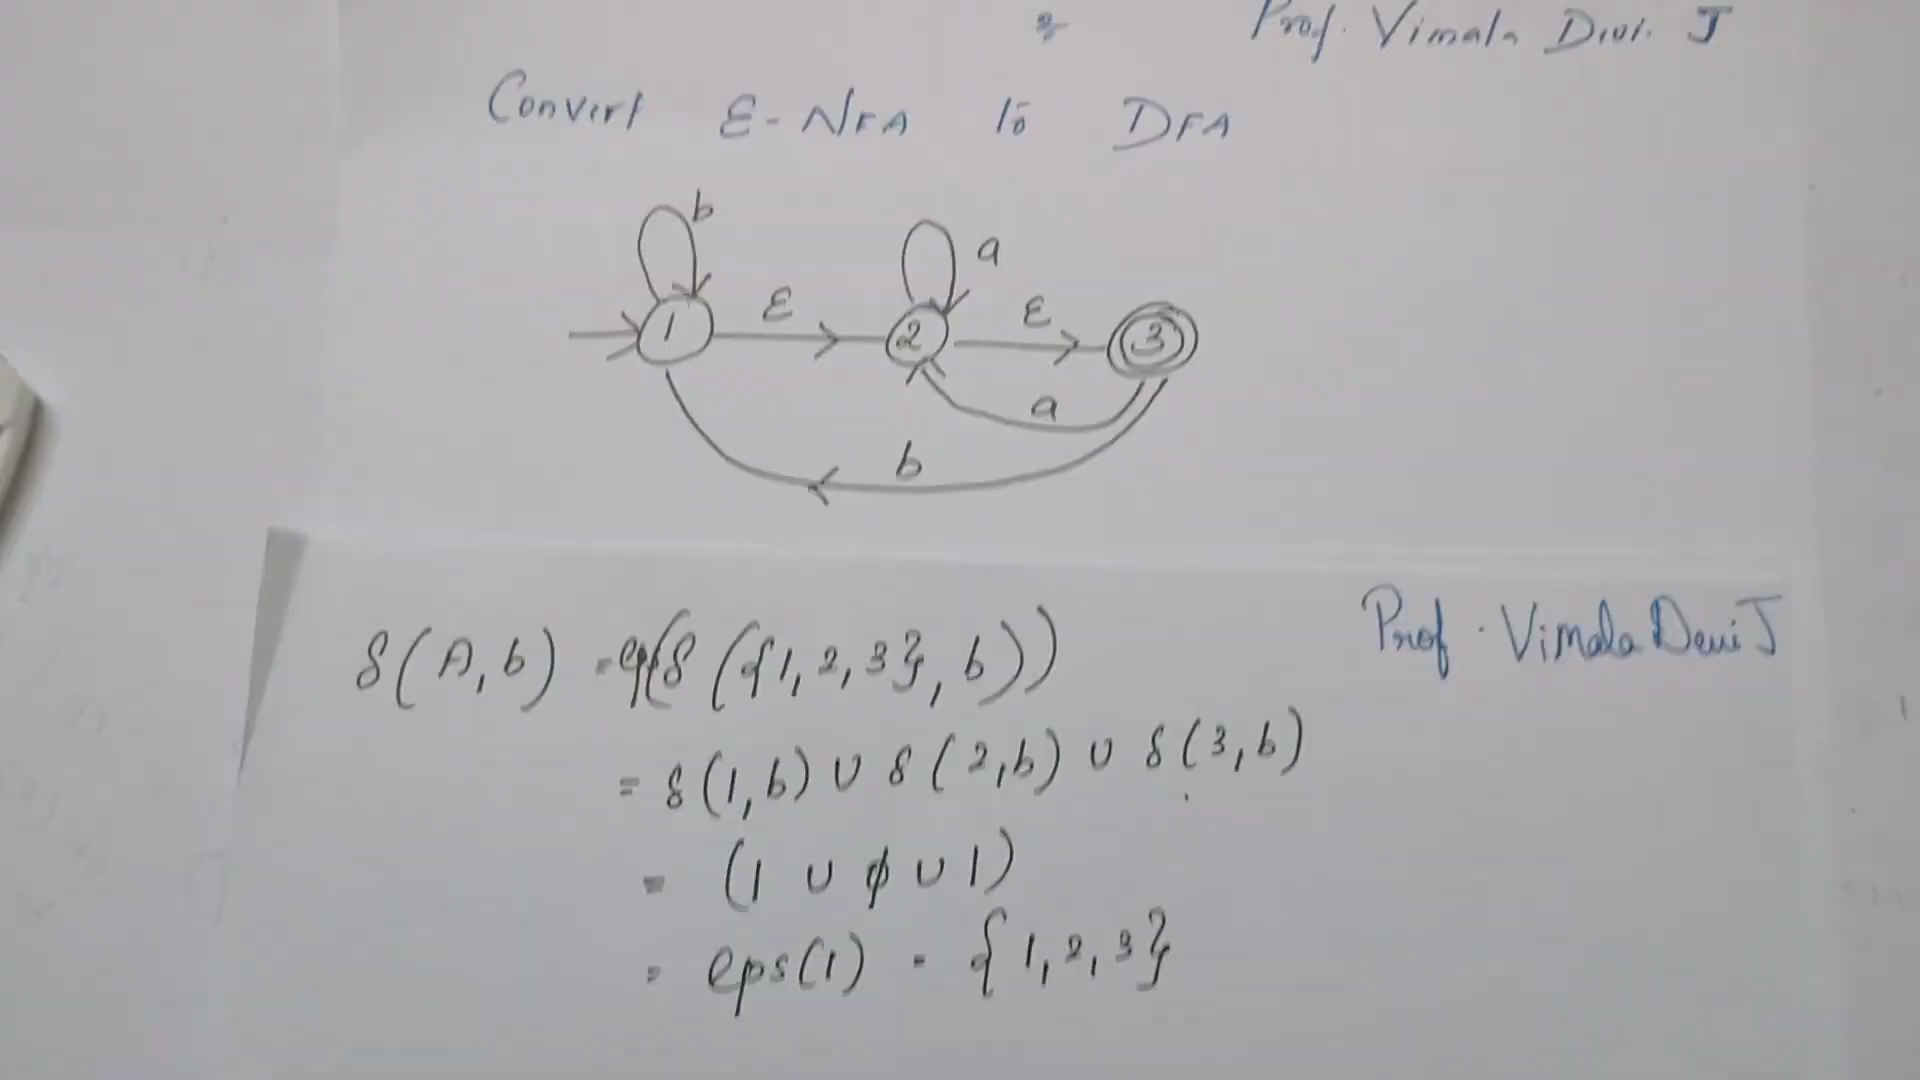 Prof. Vimala Devi. J
Convert ε-NFA to DFA
b
a
ε
ε
1
2
3
a
b
Prof. Vimala Devi J
δ(A,b) = eps(δ({1,2,3},b))
= δ(1,b) ∪ δ(2,b) ∪ δ(3,b)
= (1 ∪ ϕ ∪ 1)
= eps(1) = {1,2,3}